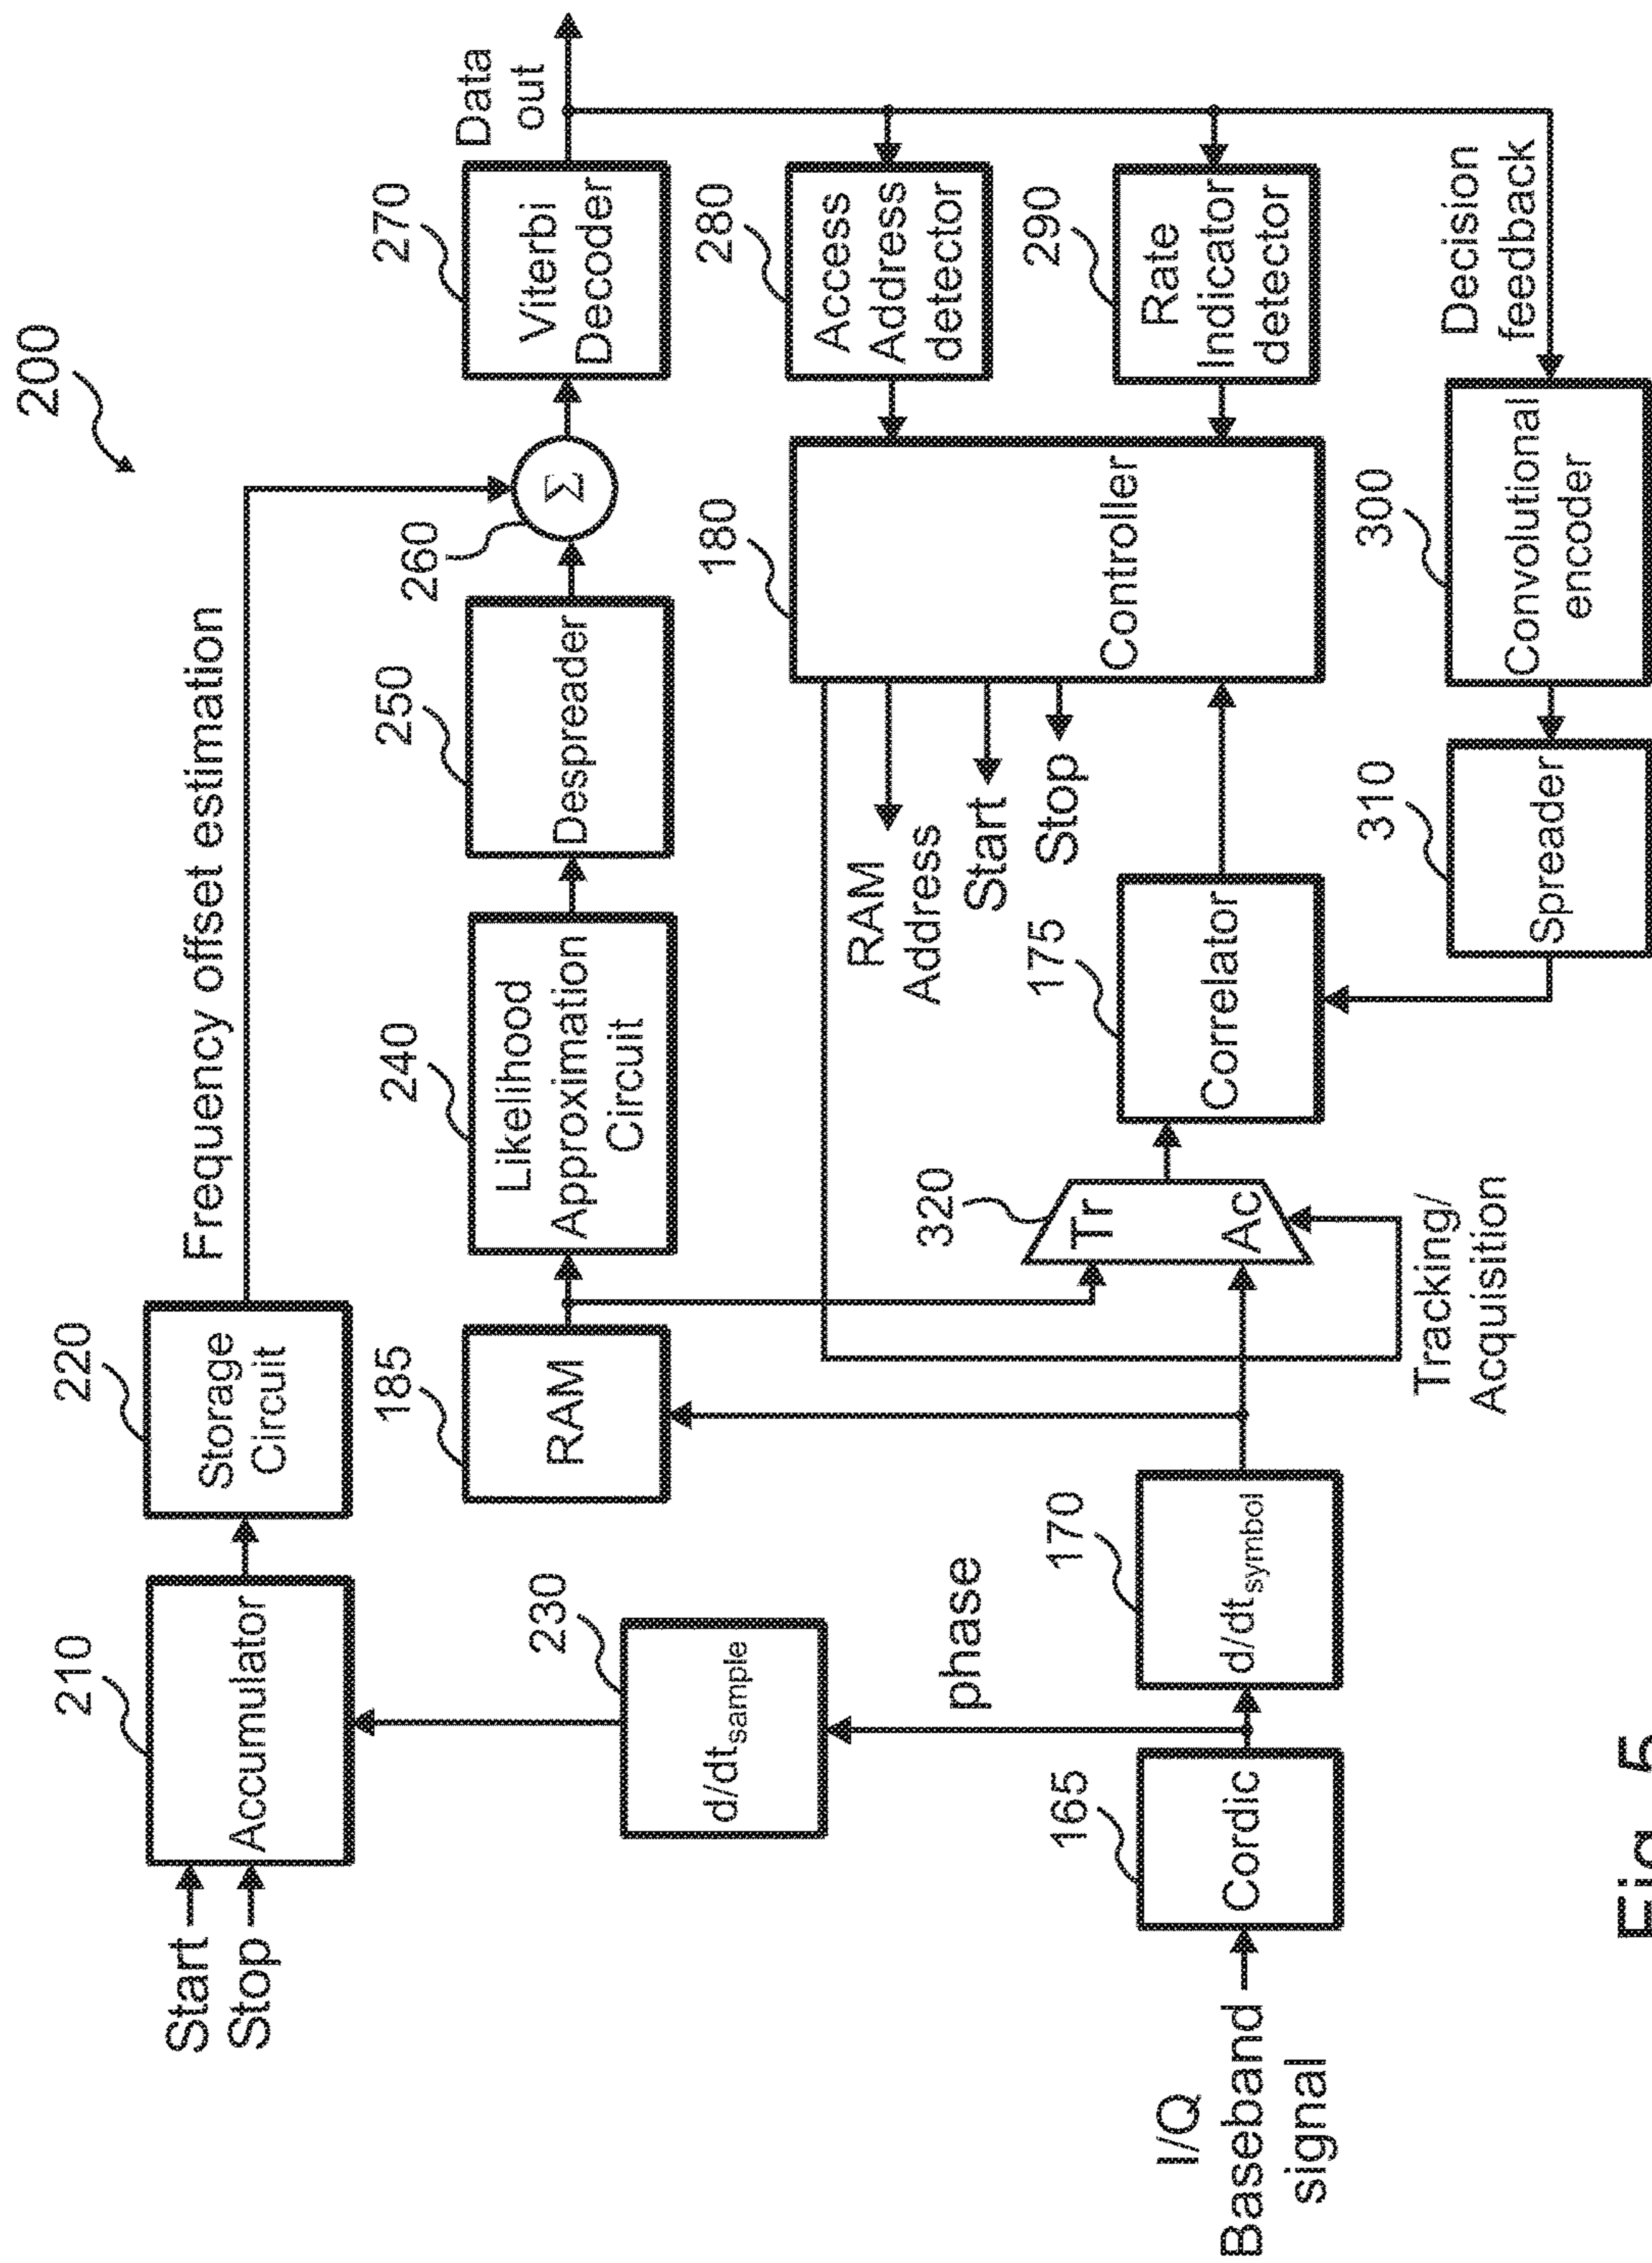 200
Frequency offset estimation
210
Accumulator
Start
Stop
220
Storage
Circuit
230
d/dtsample
185
RAM
240
Likelihood
Approximation
Circuit
250
Despreader
260
Σ
270
Viterbi
Decoder
Data
out
280
Access
Address
detector
290
Rate
Indicator
detector
180
Controller
RAM
Address
Start
Stop
I/Q
Baseband
signal
165
Cordic
phase
170
d/dtsymbol
320
Tr
Ac
Tracking/
Acquisition
175
Correlator
310
Spreader
300
Convolutional
encoder
Decision
feedback
Fig. 5